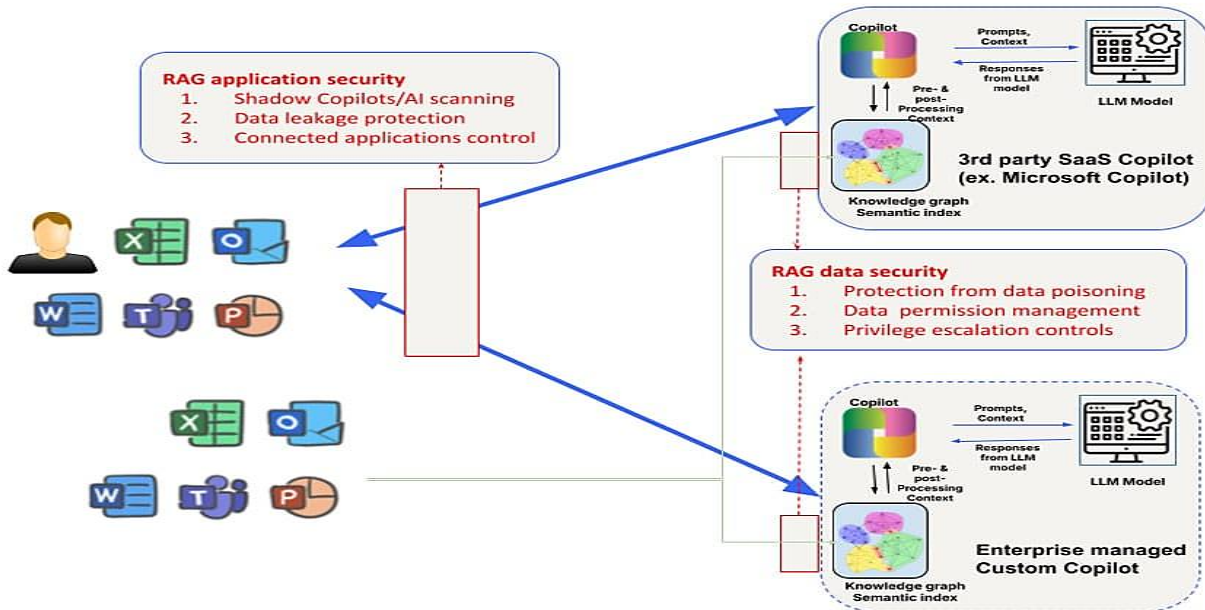 RAG application security
1. Shadow Copilots/AI scanning
2. Data leakage protection
3. Connected applications control
X
O
W
T
P
X
O
W
T
P
Copilot
Prompts,
Context
Responses
from LLM
model
LLM Model
Pre- &
post-
Processing
Context
3rd party SaaS Copilot
(ex. Microsoft Copilot)
Knowledge graph
Semantic index
RAG data security
1. Protection from data poisoning
2. Data permission management
3. Privilege escalation controls
Copilot
Prompts,
Context
Responses
from LLM
model
LLM Model
Pre- &
post-
Processing
Context
Enterprise managed
Custom Copilot
Knowledge graph
Semantic index